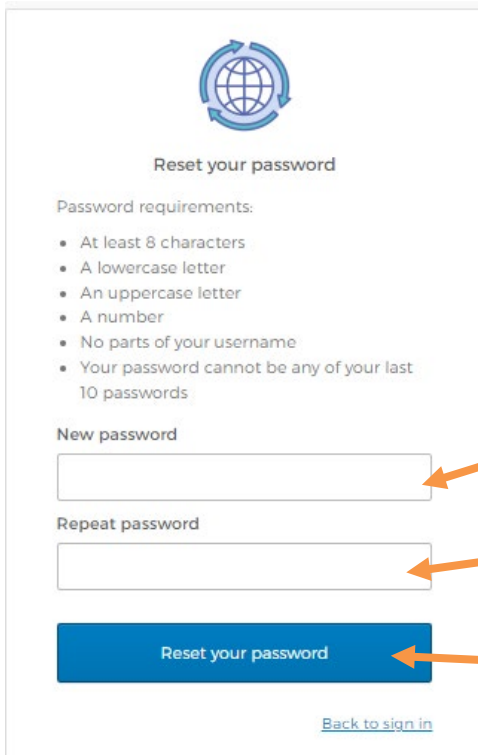 Reset your password
Password requirements:
• At least 8 characters
• A lowercase letter
• An uppercase letter
• A number
• No parts of your username
• Your password cannot be any of your last
10 passwords
New password
Repeat password
Reset your password
Back to sign in